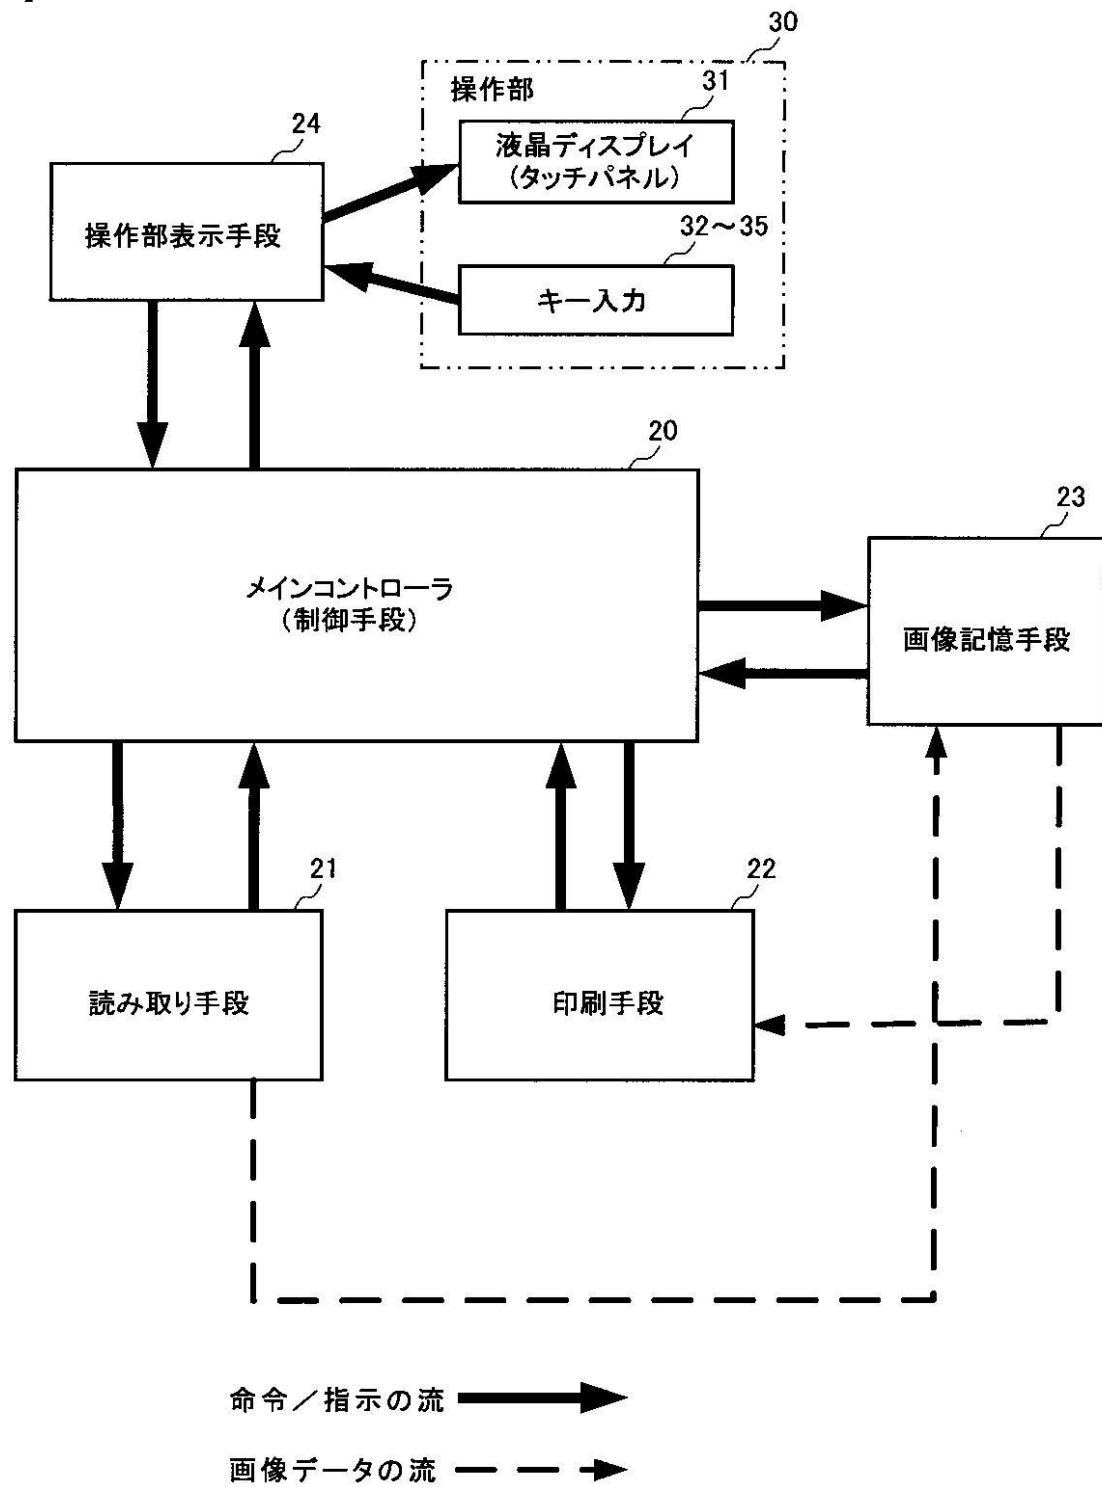 30
操作部
31
液晶ディスプレイ
(タッチパネル)
24
操作部表示手段
32～35
キー入力
20
メインコントローラ
(制御手段)
23
画像記憶手段
21
読み取り手段
22
印刷手段
命令／指示の流
画像データの流